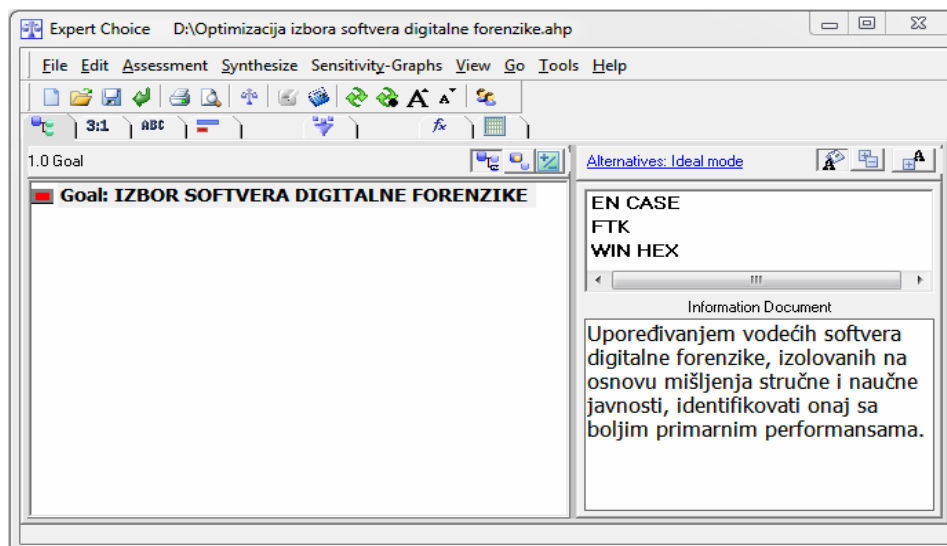 Expert Choice D:\Optimizacija izbora softvera digitalne forenzike.ahp
File Edit Assessment Synthesize Sensitivity-Graphs View Go Tools Help
3:1 ABC fx
1.0 Goal
Alternatives: Ideal mode
Goal: IZBOR SOFTVERA DIGITALNE FORENZIKE
EN CASE
FTK
WIN HEX
Information Document
Upoređivanjem vodećih softvera
digitalne forenzike, izolovanih na
osnovu mišljenja stručne i naučne
javnosti, identifikovati onaj sa
boljim primarnim performansama.